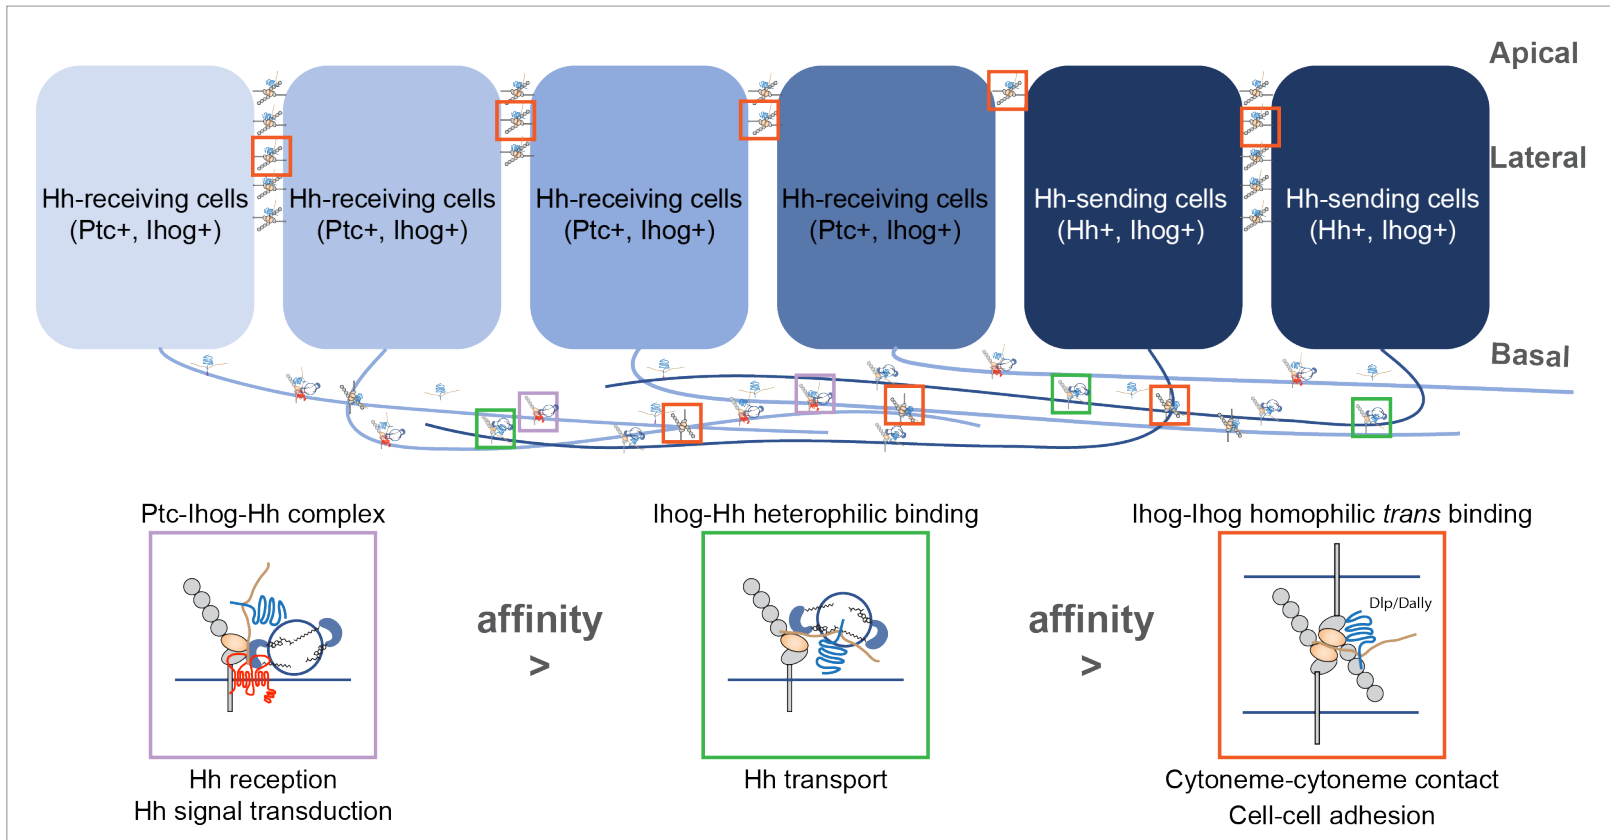 Apical
Lateral
Basal
Hh-receiving cells
(Ptc+, Ihog+)
Hh-receiving cells
(Ptc+, Ihog+)
Hh-receiving cells
(Ptc+, Ihog+)
Hh-receiving cells
(Ptc+, Ihog+)
Hh-sending cells
(Hh+, Ihog+)
Hh-sending cells
(Hh+, Ihog+)
Ptc-Ihog-Hh complex
Hh reception
Hh signal transduction
affinity
>
Ihog-Hh heterophilic binding
Hh transport
affinity
>
Ihog-Ihog homophilic trans binding
Dlp/Dally
Cytoneme-cytoneme contact
Cell-cell adhesion